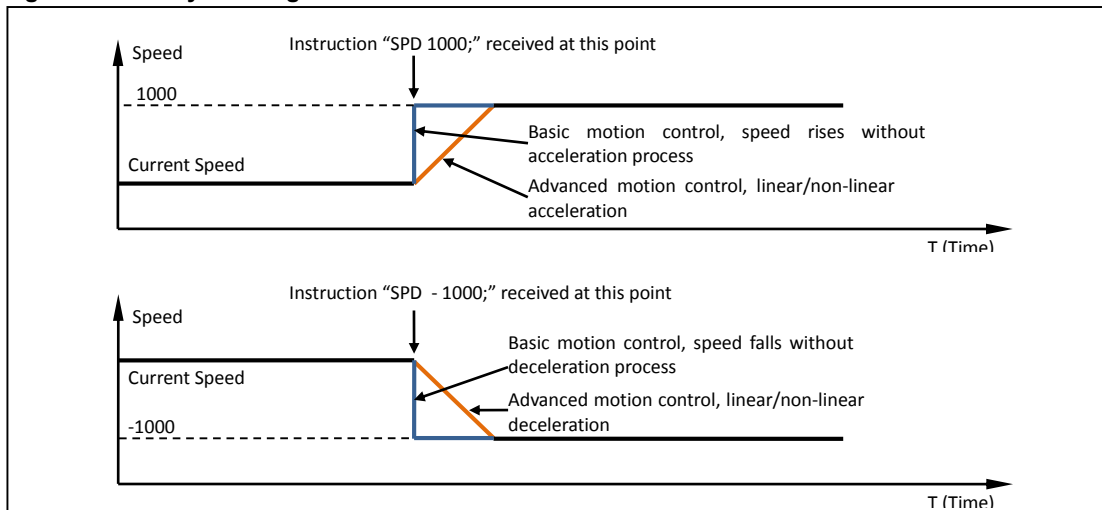 Instruction “SPD 1000;” received at this point
Speed
1000
Basic motion control, speed rises without
acceleration process
Current Speed
Advanced motion control, linear/non-linear
acceleration
T (Time)
Instruction “SPD - 1000;” received at this point
Speed
Basic motion control, speed falls without
deceleration process
Current Speed
Advanced motion control, linear/non-linear
deceleration
-1000
T (Time)